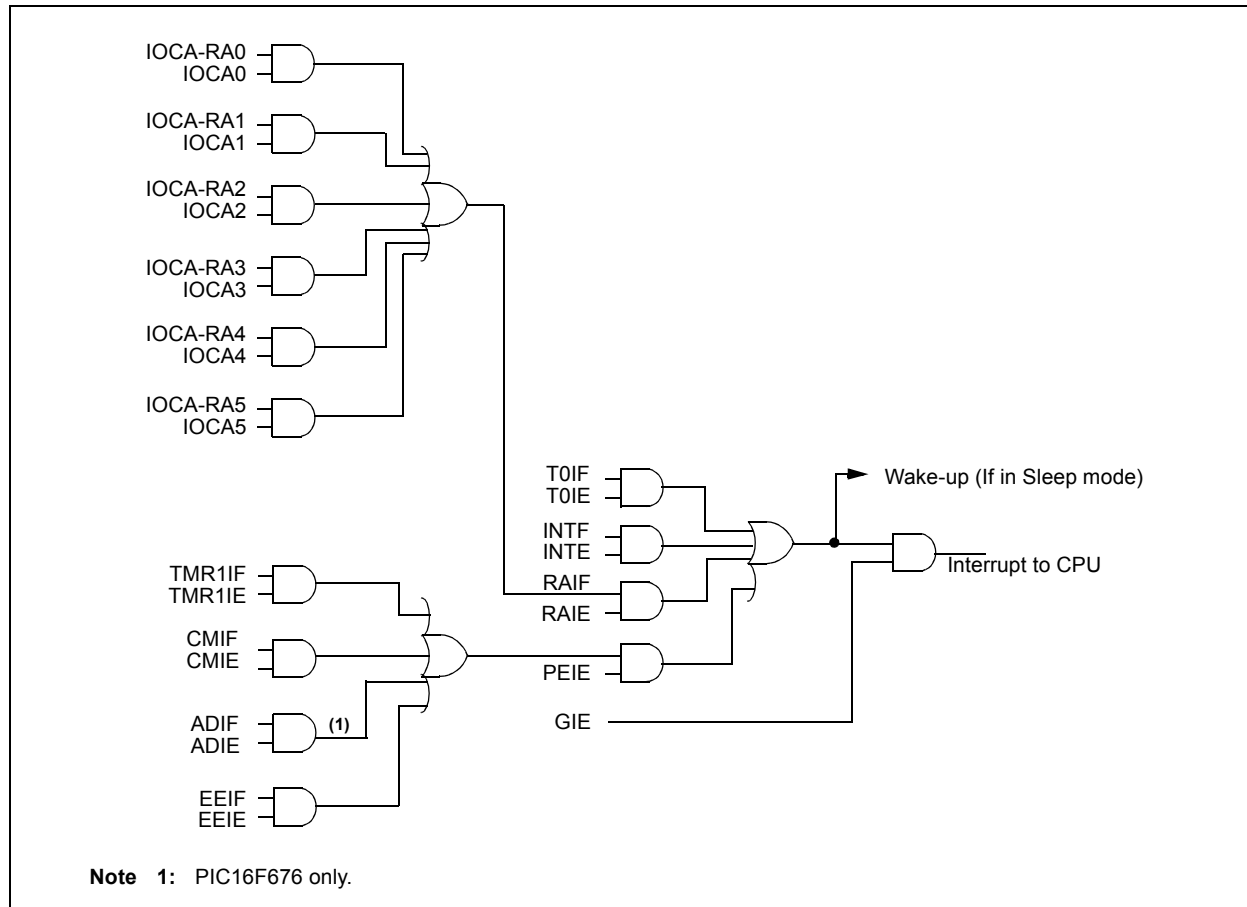 IOCA-RA0
IOCA0
IOCA-RA1
IOCA1
IOCA-RA2
IOCA2
IOCA-RA3
IOCA3
IOCA-RA4
IOCA4
IOCA-RA5
IOCA5
T0IF
T0IE
Wake-up (If in Sleep mode)
INTF
INTE
Interrupt to CPU
TMR1IF
TMR1IE
RAIF
RAIE
CMIF
CMIE
PEIE
ADIF
ADIE
(1)
GIE
EEIF
EEIE
Note 1: PIC16F676 only.